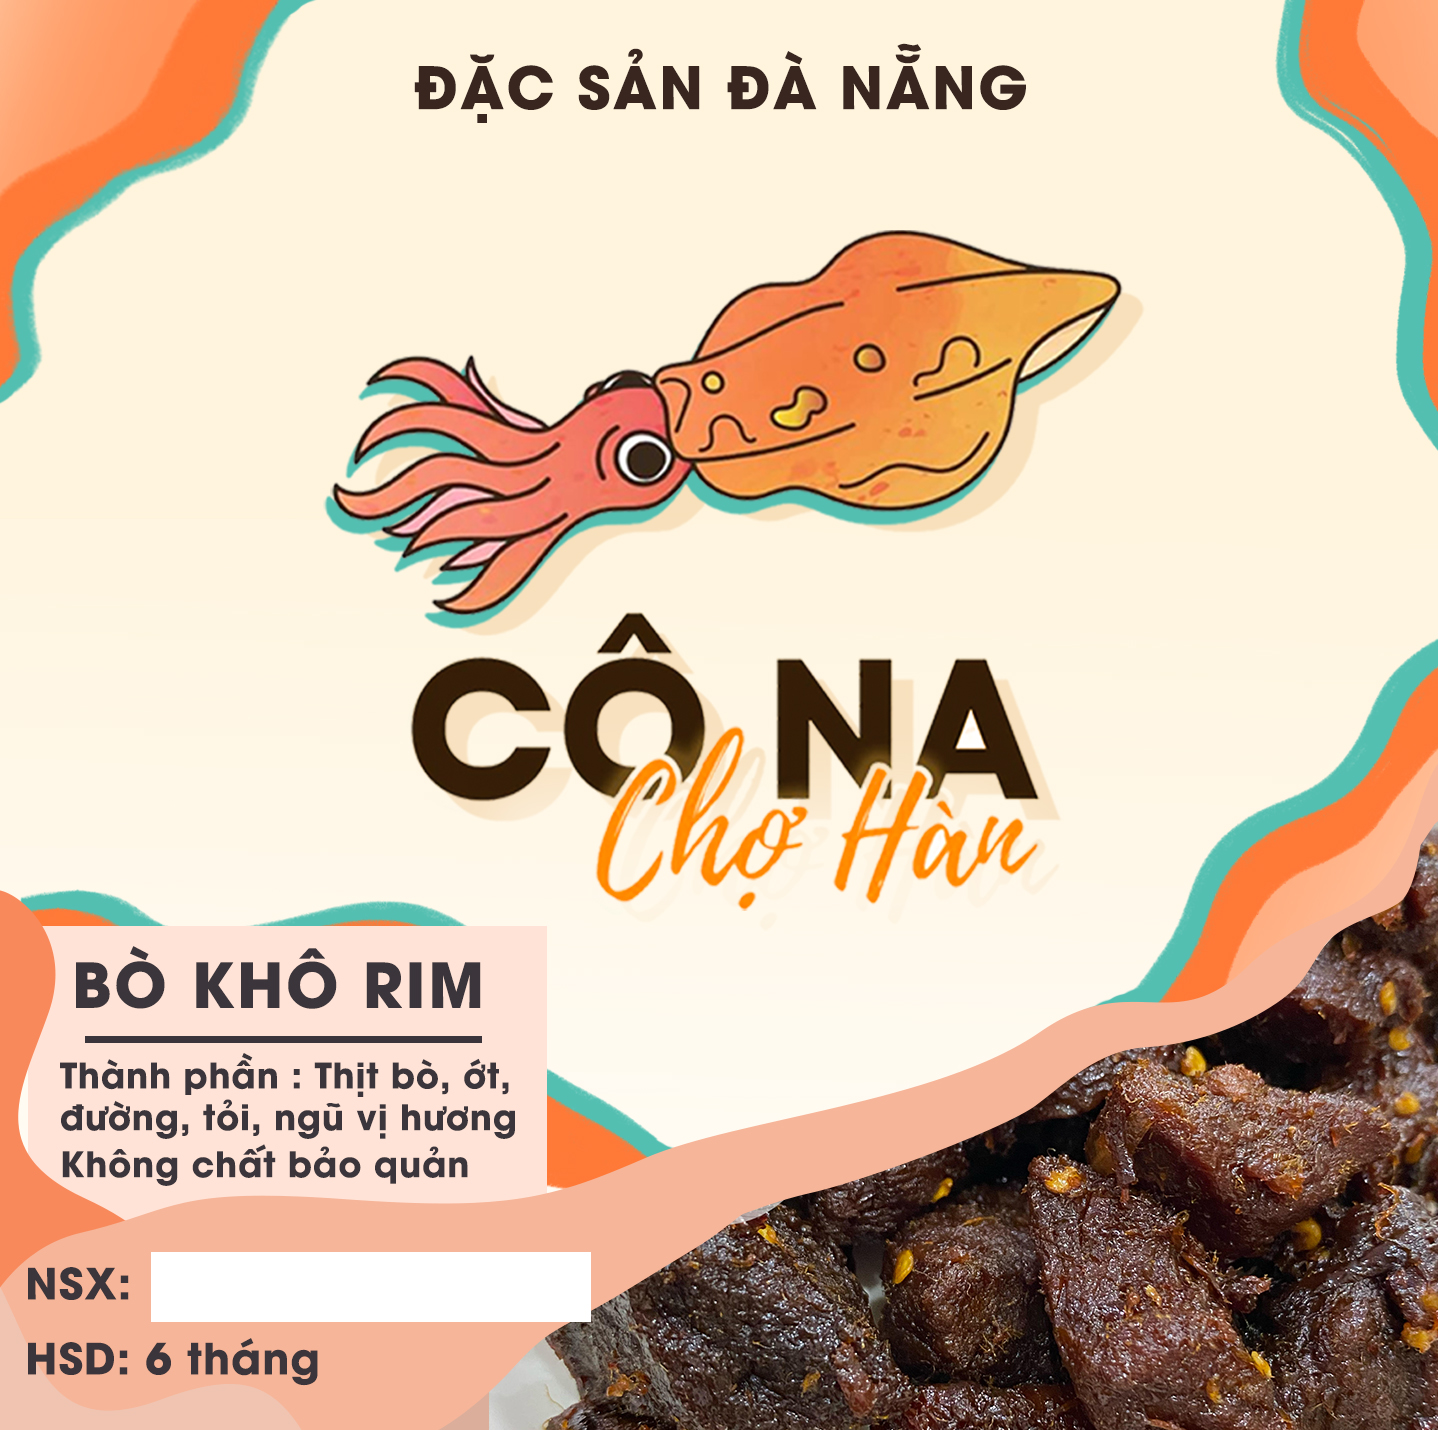 ĐẶC SẢN ĐÀ NẴNG
CÔ NA
Chợ Hàn
BÒ KHÔ RIM
Thành phần : Thịt bò, ớt,
đường, tỏi, ngũ vị hương
Không chất bảo quản
NSX:
HSD: 6 tháng